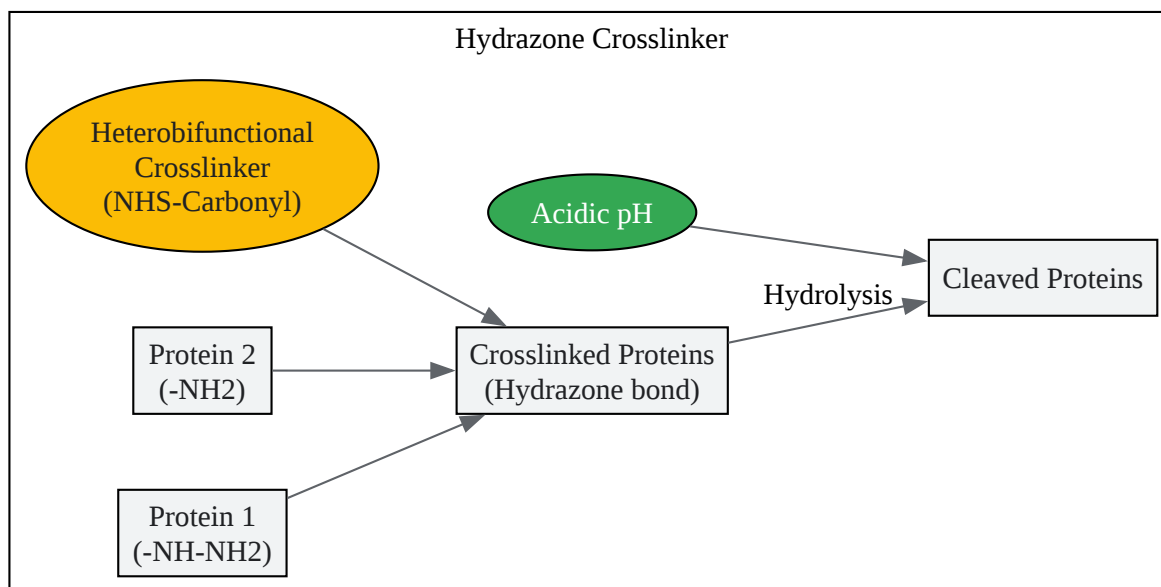 Hydrazone Crosslinker
Heterobifunctional
Crosslinker
(NHS-Carbonyl)
Acidic pH
Cleaved Proteins
Hydrolysis
Protein 2
(-NH2)
Crosslinked Proteins
(Hydrazone bond)
Protein 1
(-NH-NH2)